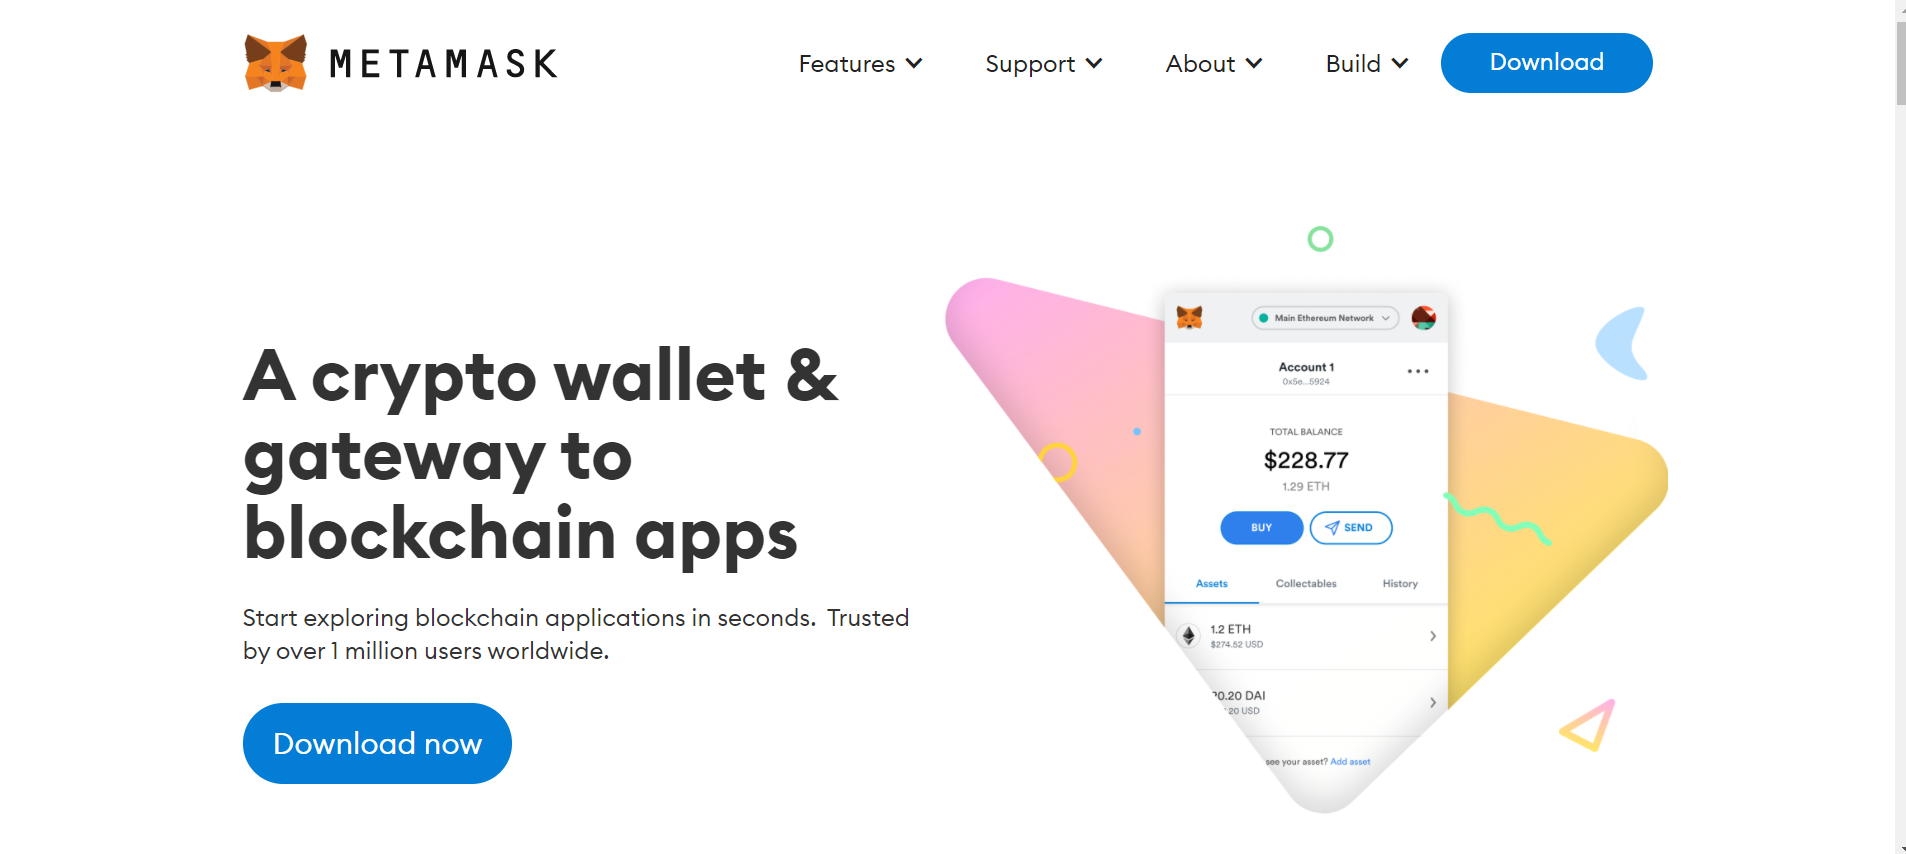 METAMASK
Features
Support
About
Build
Download
A crypto wallet &
gateway to
blockchain apps
Start exploring blockchain applications in seconds. Trusted
by over 1 million users worldwide.
Download now
Main Ethereum Network
Account 1
0x5e...5924
TOTAL BALANCE
$228.77
1.29 ETH
BUY
SEND
Assets
Collectables
History
1.2 ETH
$274.52 USD
0.20 DAI
20 USD
see your asset? Add asset